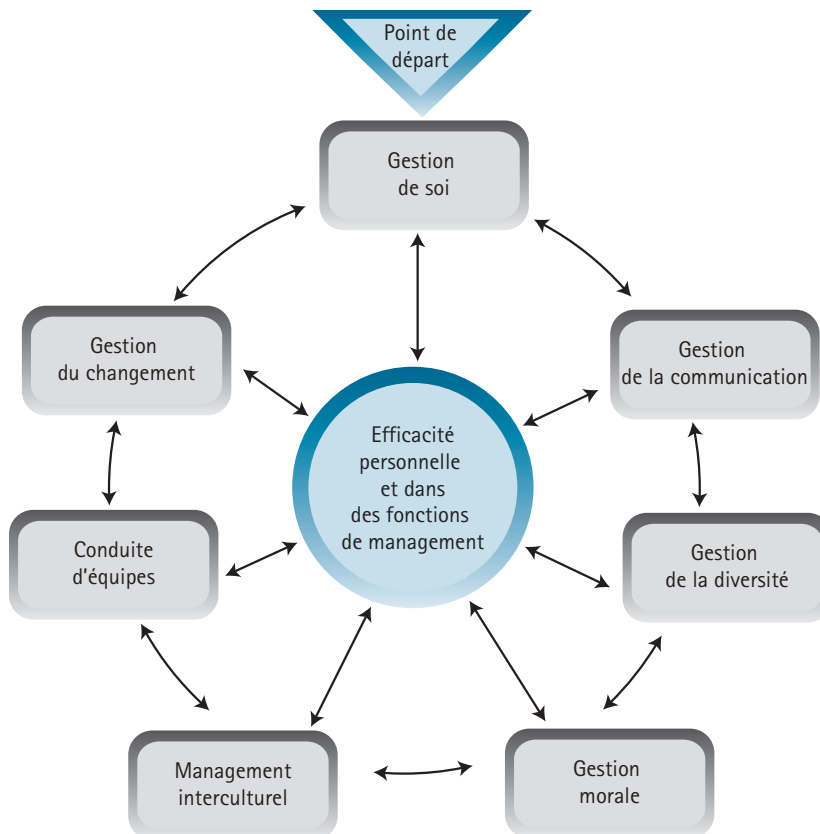 Point de
départ
Gestion
de soi
Gestion
du changement
Gestion
de la communication
Efficacité
personnelle
et dans
des fonctions
de management
Conduite
d'équipes
Gestion
de la diversité
Management
interculturel
Gestion
morale